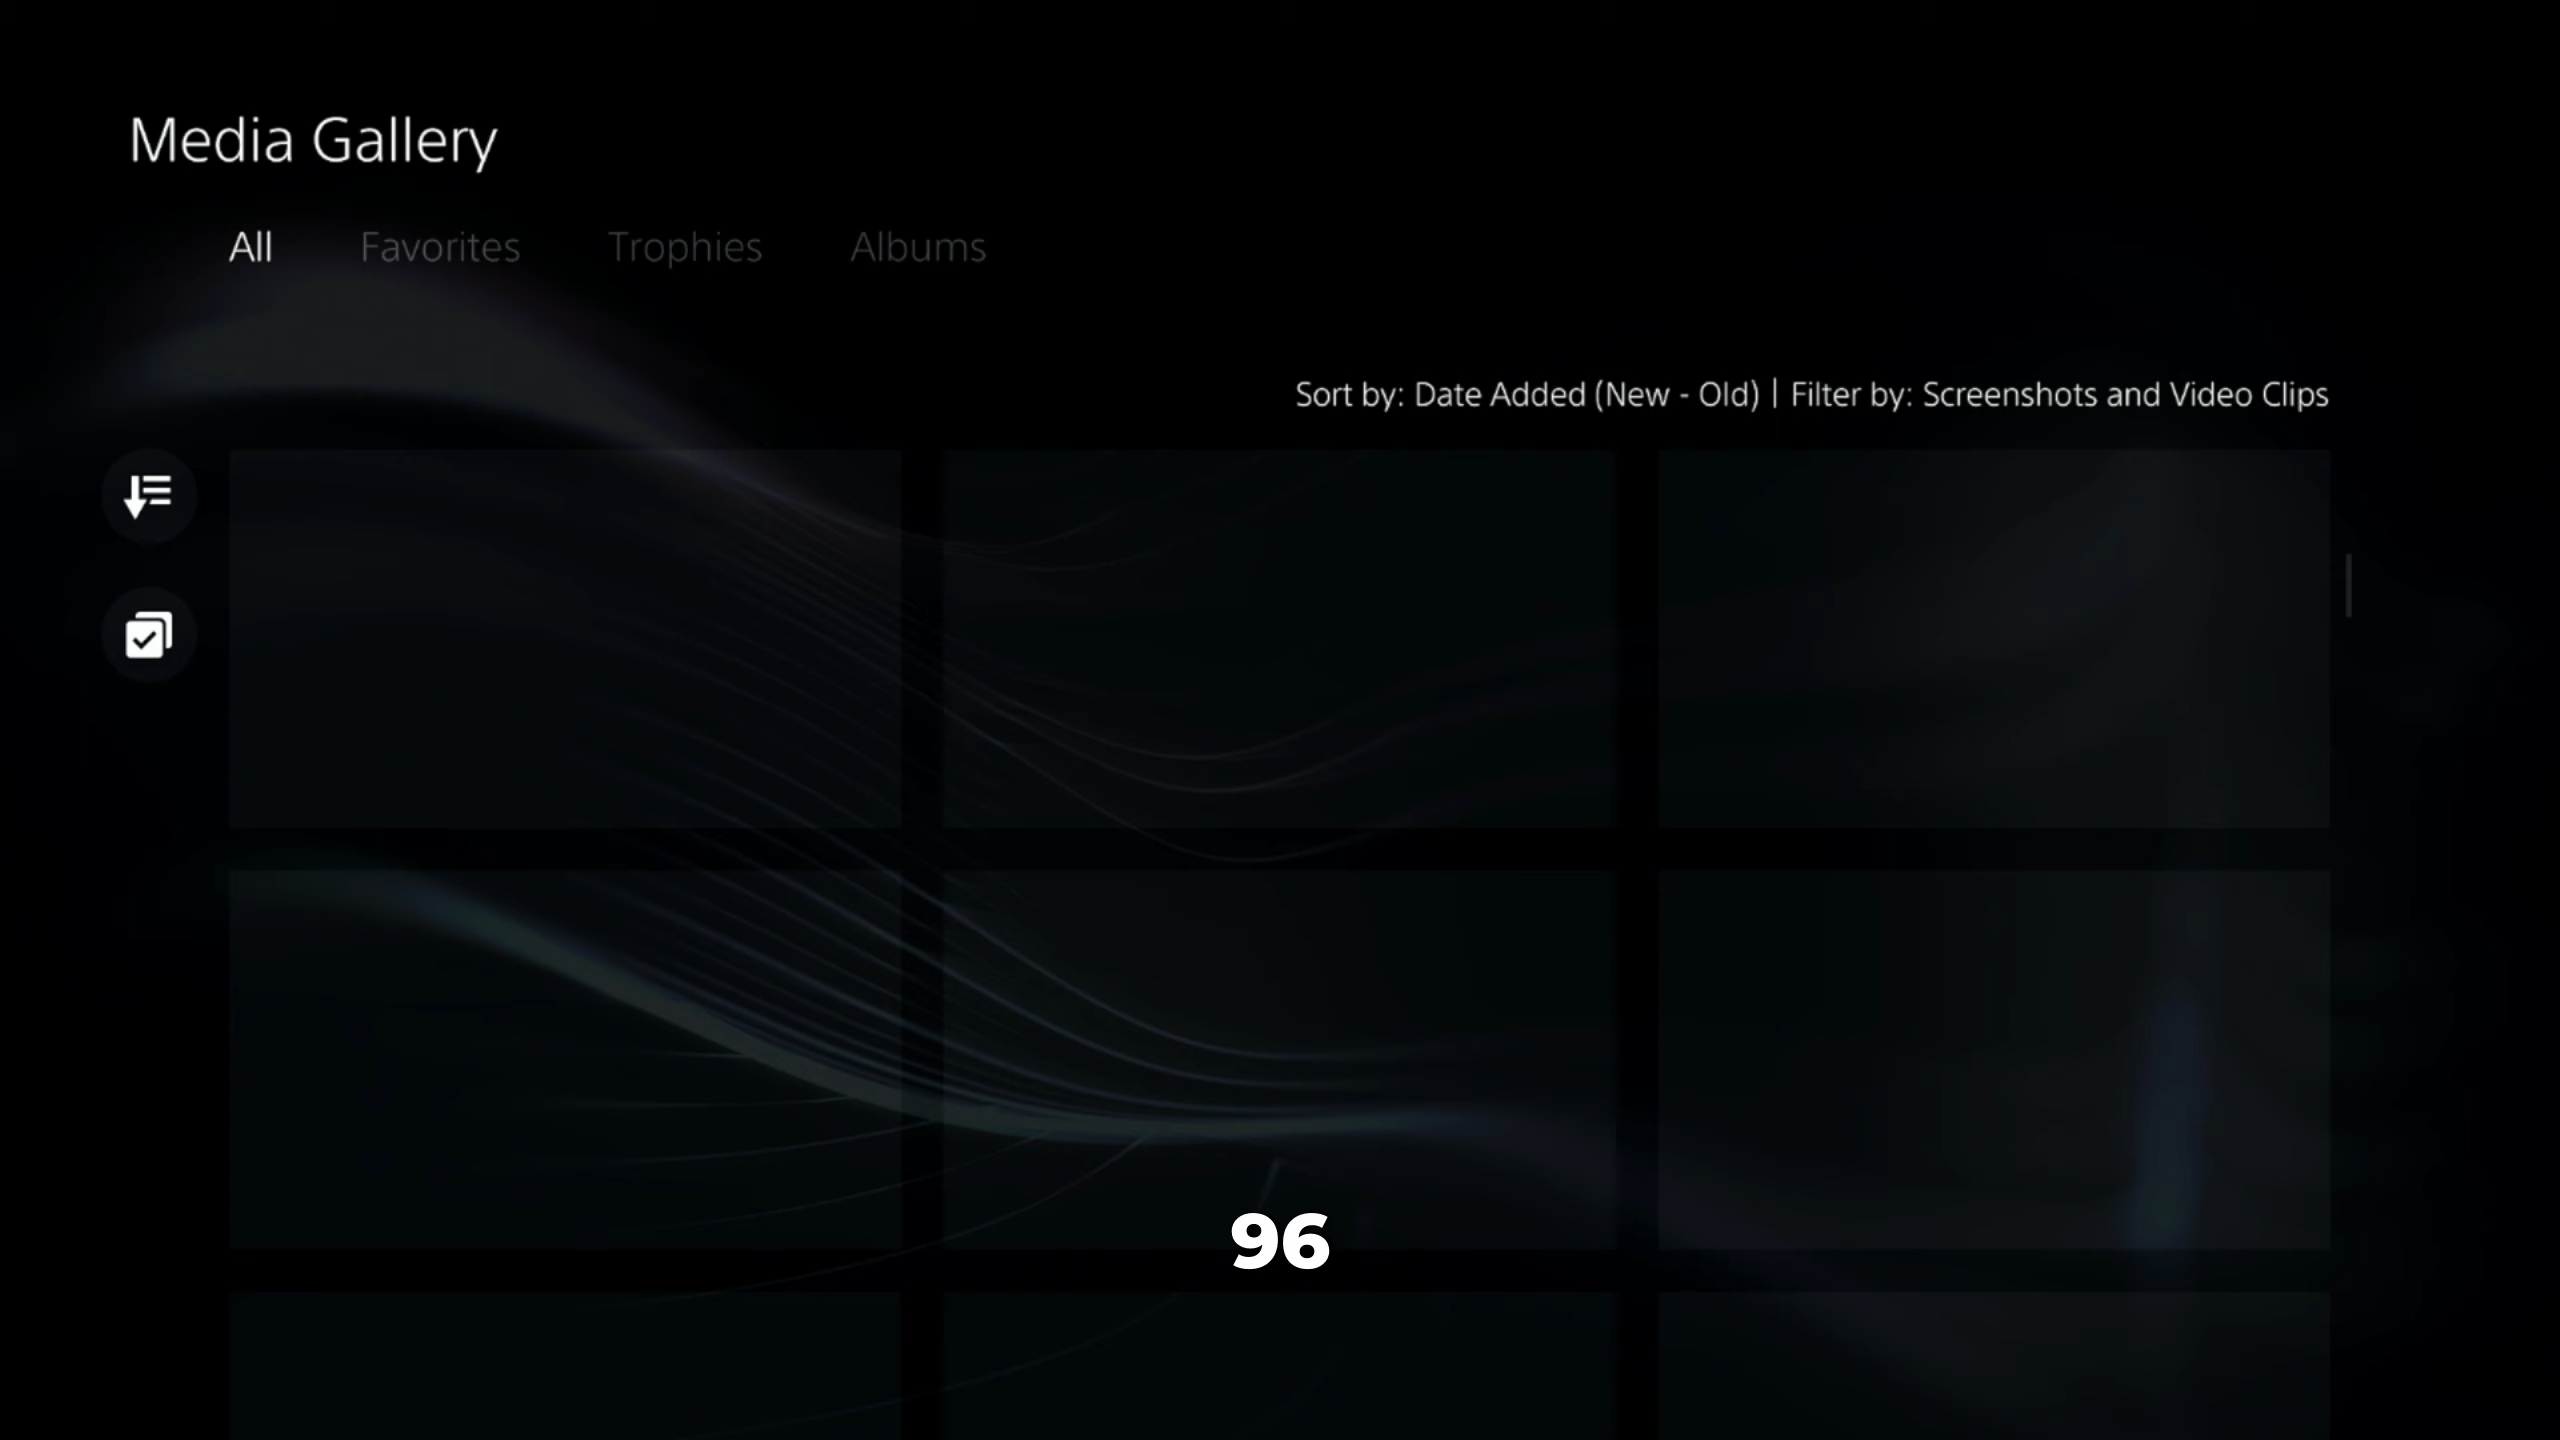 Media Gallery
All Favorites Trophies Albums
Sort by: Date Added (New - Old) | Filter by: Screenshots and Video Clips
96